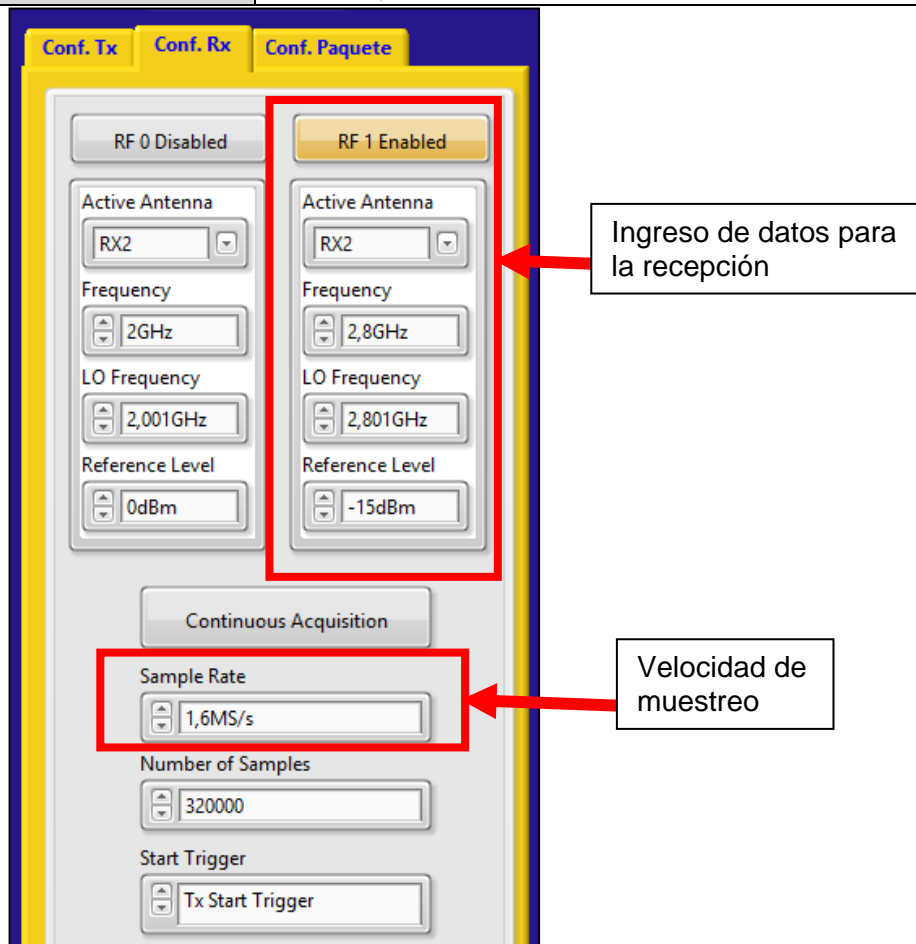 Conf. Tx Conf. Rx Conf. Paquete
RF 0 Disabled
Active Antenna
RX2
Frequency
2GHz
LO Frequency
2,001GHz
Reference Level
0dBm
RF 1 Enabled
Active Antenna
RX2
Frequency
2,8GHz
LO Frequency
2,801GHz
Reference Level
-15dBm
Ingreso de datos para
la recepción
Continuous Acquisition
Sample Rate
1,6MS/s
Velocidad de
muestreo
Number of Samples
320000
Start Trigger
Tx Start Trigger